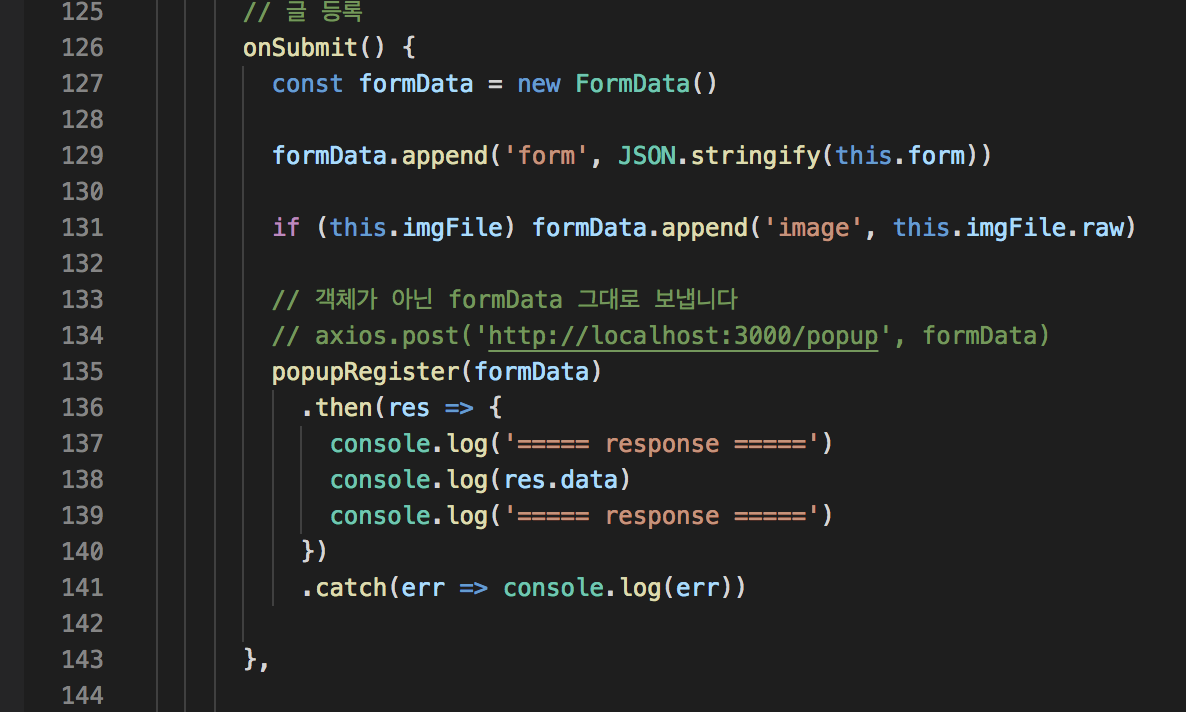 125 // 글 등록
126 onSubmit() {
127 const formData = new FormData()
128
129 formData.append('form', JSON.stringify(this.form))
130
131 if (this.imgFile) formData.append('image', this.imgFile.raw)
132
133 // 객체가 아닌 formData 그대로 보냅니다
134 // axios.post('http://localhost:3000/popup', formData)
135 popupRegister(formData)
136 .then(res => {
137 console.log('===== response =====')
138 console.log(res.data)
139 console.log('===== response =====')
140 })
141 .catch(err => console.log(err))
142
143 },
144